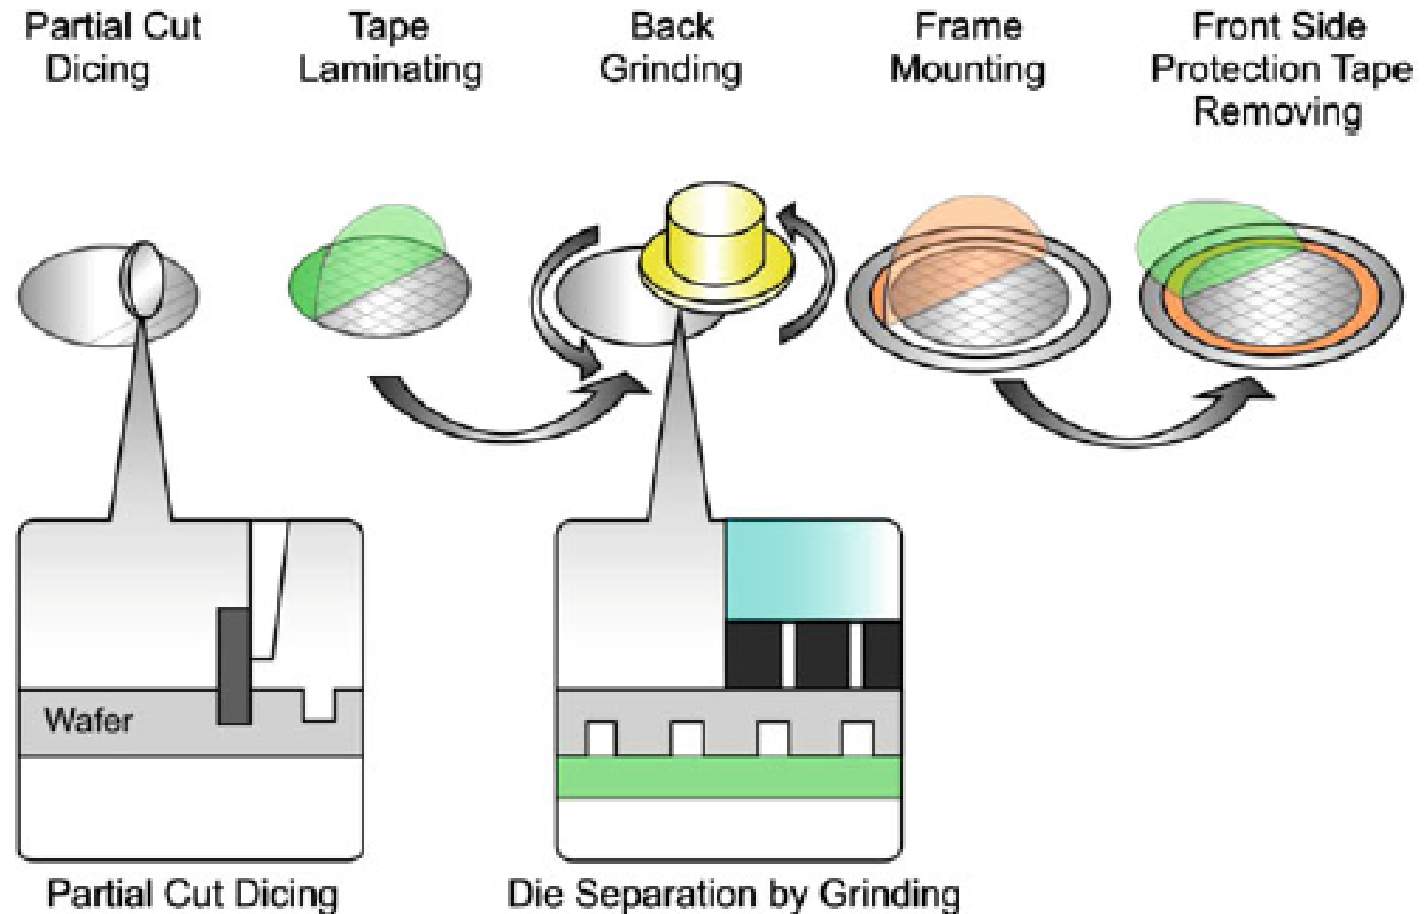 Partial Cut
Dicing
Tape
Laminating
Back
Grinding
Frame
Mounting
Front Side
Protection Tape
Removing
Wafer
Partial Cut Dicing
Die Separation by Grinding